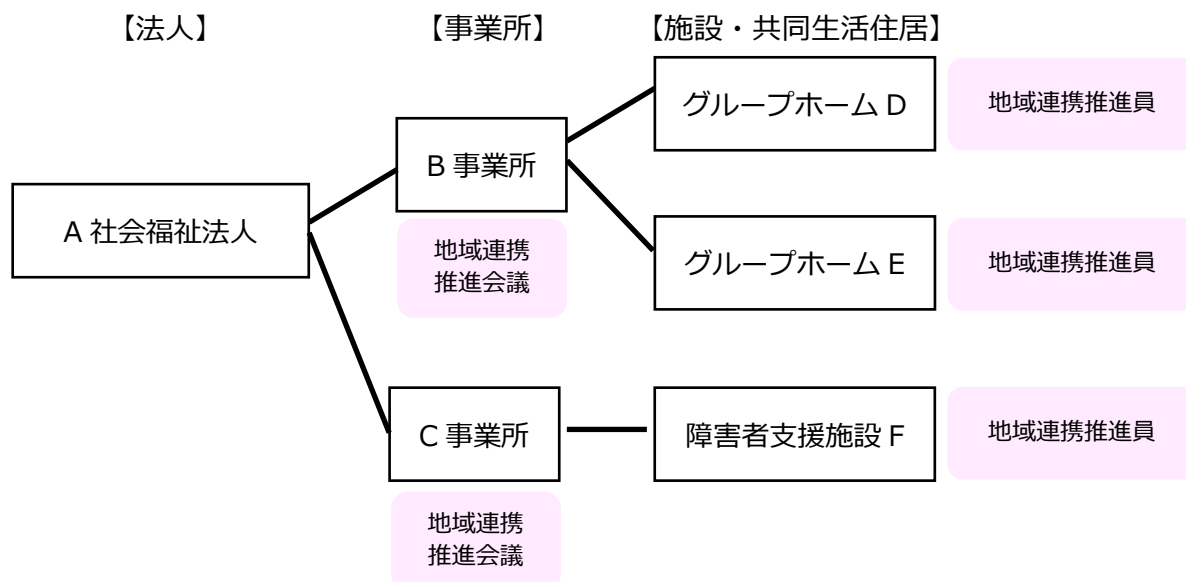 【法人】
【事業所】
【施設・共同生活住居】
グループホーム D
地域連携推進員
B 事業所
A 社会福祉法人
地域連携
推進会議
グループホーム E
地域連携推進員
C 事業所
障害者支援施設 F
地域連携推進員
地域連携
推進会議